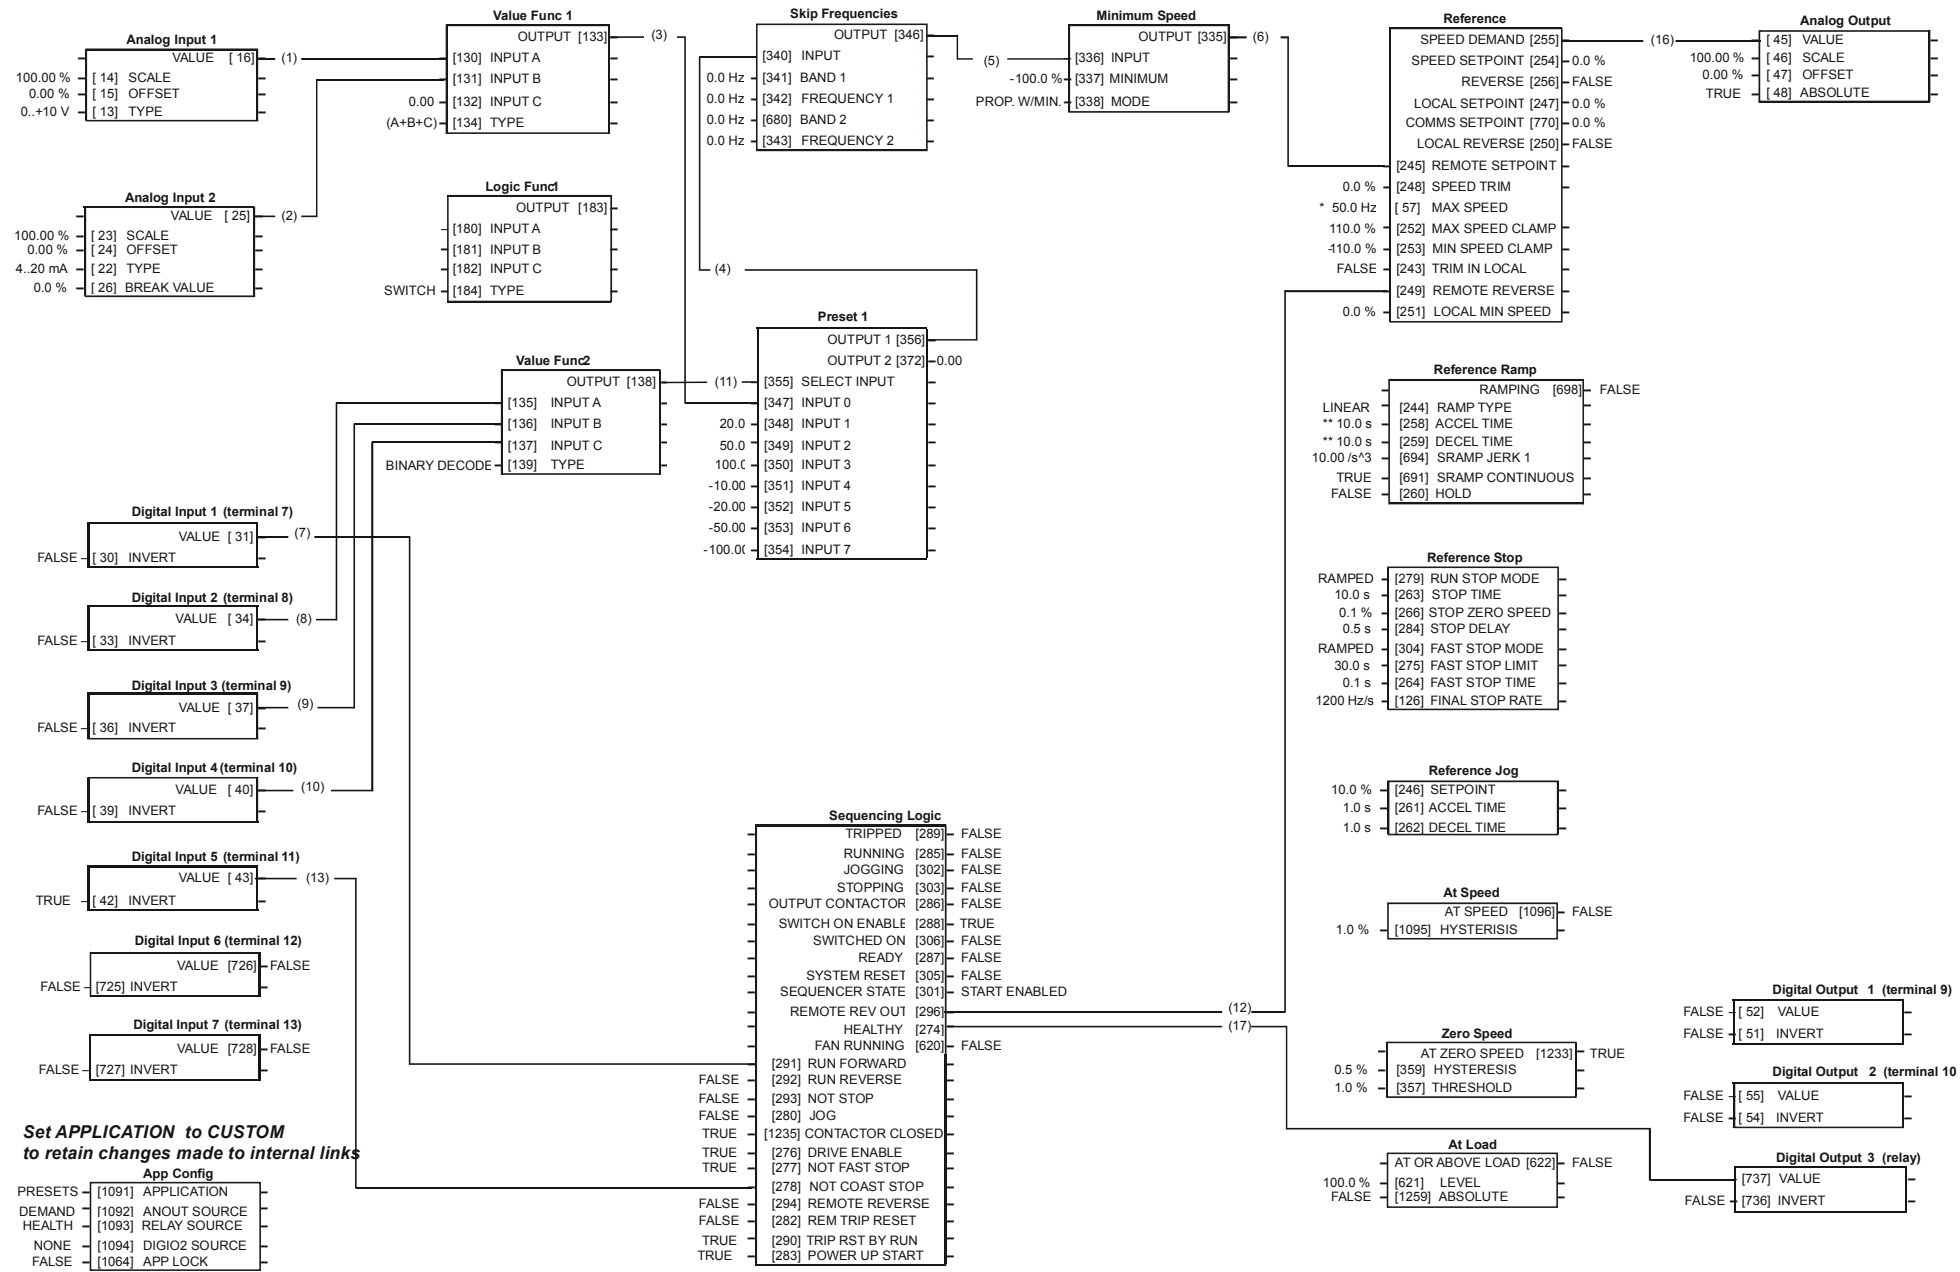 Analog Input 1
VALUE [ 16]
100.00 % [ 14] SCALE
0.00 % [ 15] OFFSET
0..+10 V [ 13] TYPE
(1)
Analog Input 2
VALUE [ 25]
100.00 % [ 23] SCALE
0.00 % [ 24] OFFSET
4..20 mA [ 22] TYPE
0.0 % [ 26] BREAK VALUE
(2)
Value Func 1
OUTPUT [133]
[130] INPUT A
[131] INPUT B
0.00 [132] INPUT C
(A+B+C) [134] TYPE
(3)
Logic Func1
OUTPUT [183]
[180] INPUT A
[181] INPUT B
[182] INPUT C
SWITCH [184] TYPE
Skip Frequencies
OUTPUT [346]
[340] INPUT
0.0 Hz [341] BAND 1
0.0 Hz [342] FREQUENCY 1
0.0 Hz [680] BAND 2
0.0 Hz [343] FREQUENCY 2
(4)
(5)
Minimum Speed
OUTPUT [335]
[336] INPUT
-100.0 % [337] MINIMUM
PROP. W/MIN. [338] MODE
(6)
Reference
SPEED DEMAND [255]
SPEED SETPOINT [254] 0.0 %
REVERSE [256] FALSE
LOCAL SETPOINT [247] 0.0 %
COMMS SETPOINT [770] 0.0 %
LOCAL REVERSE [250] FALSE
[245] REMOTE SETPOINT
0.0 % [248] SPEED TRIM
* 50.0 Hz [ 57] MAX SPEED
110.0 % [252] MAX SPEED CLAMP
-110.0 % [253] MIN SPEED CLAMP
FALSE [243] TRIM IN LOCAL
[249] REMOTE REVERSE
0.0 % [251] LOCAL MIN SPEED
(16)
Analog Output
[ 45] VALUE
100.00 % [ 46] SCALE
0.00 % [ 47] OFFSET
TRUE [ 48] ABSOLUTE
Value Func2
OUTPUT [138]
[135] INPUT A
[136] INPUT B
[137] INPUT C
BINARY DECODE [139] TYPE
(11)
Preset 1
OUTPUT 1 [356]
OUTPUT 2 [372] 0.00
[355] SELECT INPUT
[347] INPUT 0
20.0 [348] INPUT 1
50.0 [349] INPUT 2
100.0 [350] INPUT 3
-10.00 [351] INPUT 4
-20.00 [352] INPUT 5
-50.00 [353] INPUT 6
-100.00 [354] INPUT 7
Reference Ramp
RAMPING [698] FALSE
LINEAR [244] RAMP TYPE
** 10.0 s [258] ACCEL TIME
** 10.0 s [259] DECEL TIME
10.00 /s^3 [694] SRAMP JERK 1
TRUE [691] SRAMP CONTINUOUS
FALSE [260] HOLD
Digital Input 1 (terminal 7)
VALUE [ 31]
FALSE [ 30] INVERT
(7)
Digital Input 2 (terminal 8)
VALUE [ 34]
FALSE [ 33] INVERT
(8)
Digital Input 3 (terminal 9)
VALUE [ 37]
FALSE [ 36] INVERT
(9)
Digital Input 4 (terminal 10)
VALUE [ 40]
FALSE [ 39] INVERT
(10)
Digital Input 5 (terminal 11)
VALUE [ 43]
TRUE [ 42] INVERT
(13)
Digital Input 6 (terminal 12)
VALUE [726] FALSE
FALSE [725] INVERT
Digital Input 7 (terminal 13)
VALUE [728] FALSE
FALSE [727] INVERT
Reference Stop
RAMPED [279] RUN STOP MODE
10.0 s [263] STOP TIME
0.1 % [266] STOP ZERO SPEED
0.5 s [284] STOP DELAY
RAMPED [304] FAST STOP MODE
30.0 s [275] FAST STOP LIMIT
0.1 s [264] FAST STOP TIME
1200 Hz/s [126] FINAL STOP RATE
Reference Jog
10.0 % [246] SETPOINT
1.0 s [261] ACCEL TIME
1.0 s [262] DECEL TIME
Sequencing Logic
TRIPPED [289] FALSE
RUNNING [285] FALSE
JOGGING [302] FALSE
STOPPING [303] FALSE
OUTPUT CONTACTOR [286] FALSE
SWITCH ON ENABLE [288] TRUE
SWITCHED ON [306] FALSE
READY [287] FALSE
SYSTEM RESET [305] FALSE
SEQUENCER STATE [301] START ENABLED
REMOTE REV OUT [296]
HEALTHY [274]
FAN RUNNING [620] FALSE
[291] RUN FORWARD
FALSE [292] RUN REVERSE
FALSE [293] NOT STOP
FALSE [280] JOG
TRUE [1235] CONTACTOR CLOSED
TRUE [276] DRIVE ENABLE
TRUE [277] NOT FAST STOP
[278] NOT COAST STOP
FALSE [294] REMOTE REVERSE
FALSE [282] REM TRIP RESET
TRUE [290] TRIP RST BY RUN
TRUE [283] POWER UP START
(12)
(17)
At Speed
AT SPEED [1096] FALSE
1.0 % [1095] HYSTERISIS
Zero Speed
AT ZERO SPEED [1233] TRUE
0.5 % [359] HYSTERESIS
1.0 % [357] THRESHOLD
At Load
AT OR ABOVE LOAD [622] FALSE
100.0 % [621] LEVEL
FALSE [1259] ABSOLUTE
Digital Output 1 (terminal 9)
FALSE [ 52] VALUE
FALSE [ 51] INVERT
Digital Output 2 (terminal 10
FALSE [ 55] VALUE
FALSE [ 54] INVERT
Digital Output 3 (relay)
[737] VALUE
FALSE [736] INVERT
Set APPLICATION to CUSTOM
to retain changes made to internal links
App Config
PRESETS [1091] APPLICATION
DEMAND [1092] ANOUT SOURCE
HEALTH [1093] RELAY SOURCE
NONE [1094] DIGIO2 SOURCE
FALSE [1064] APP LOCK